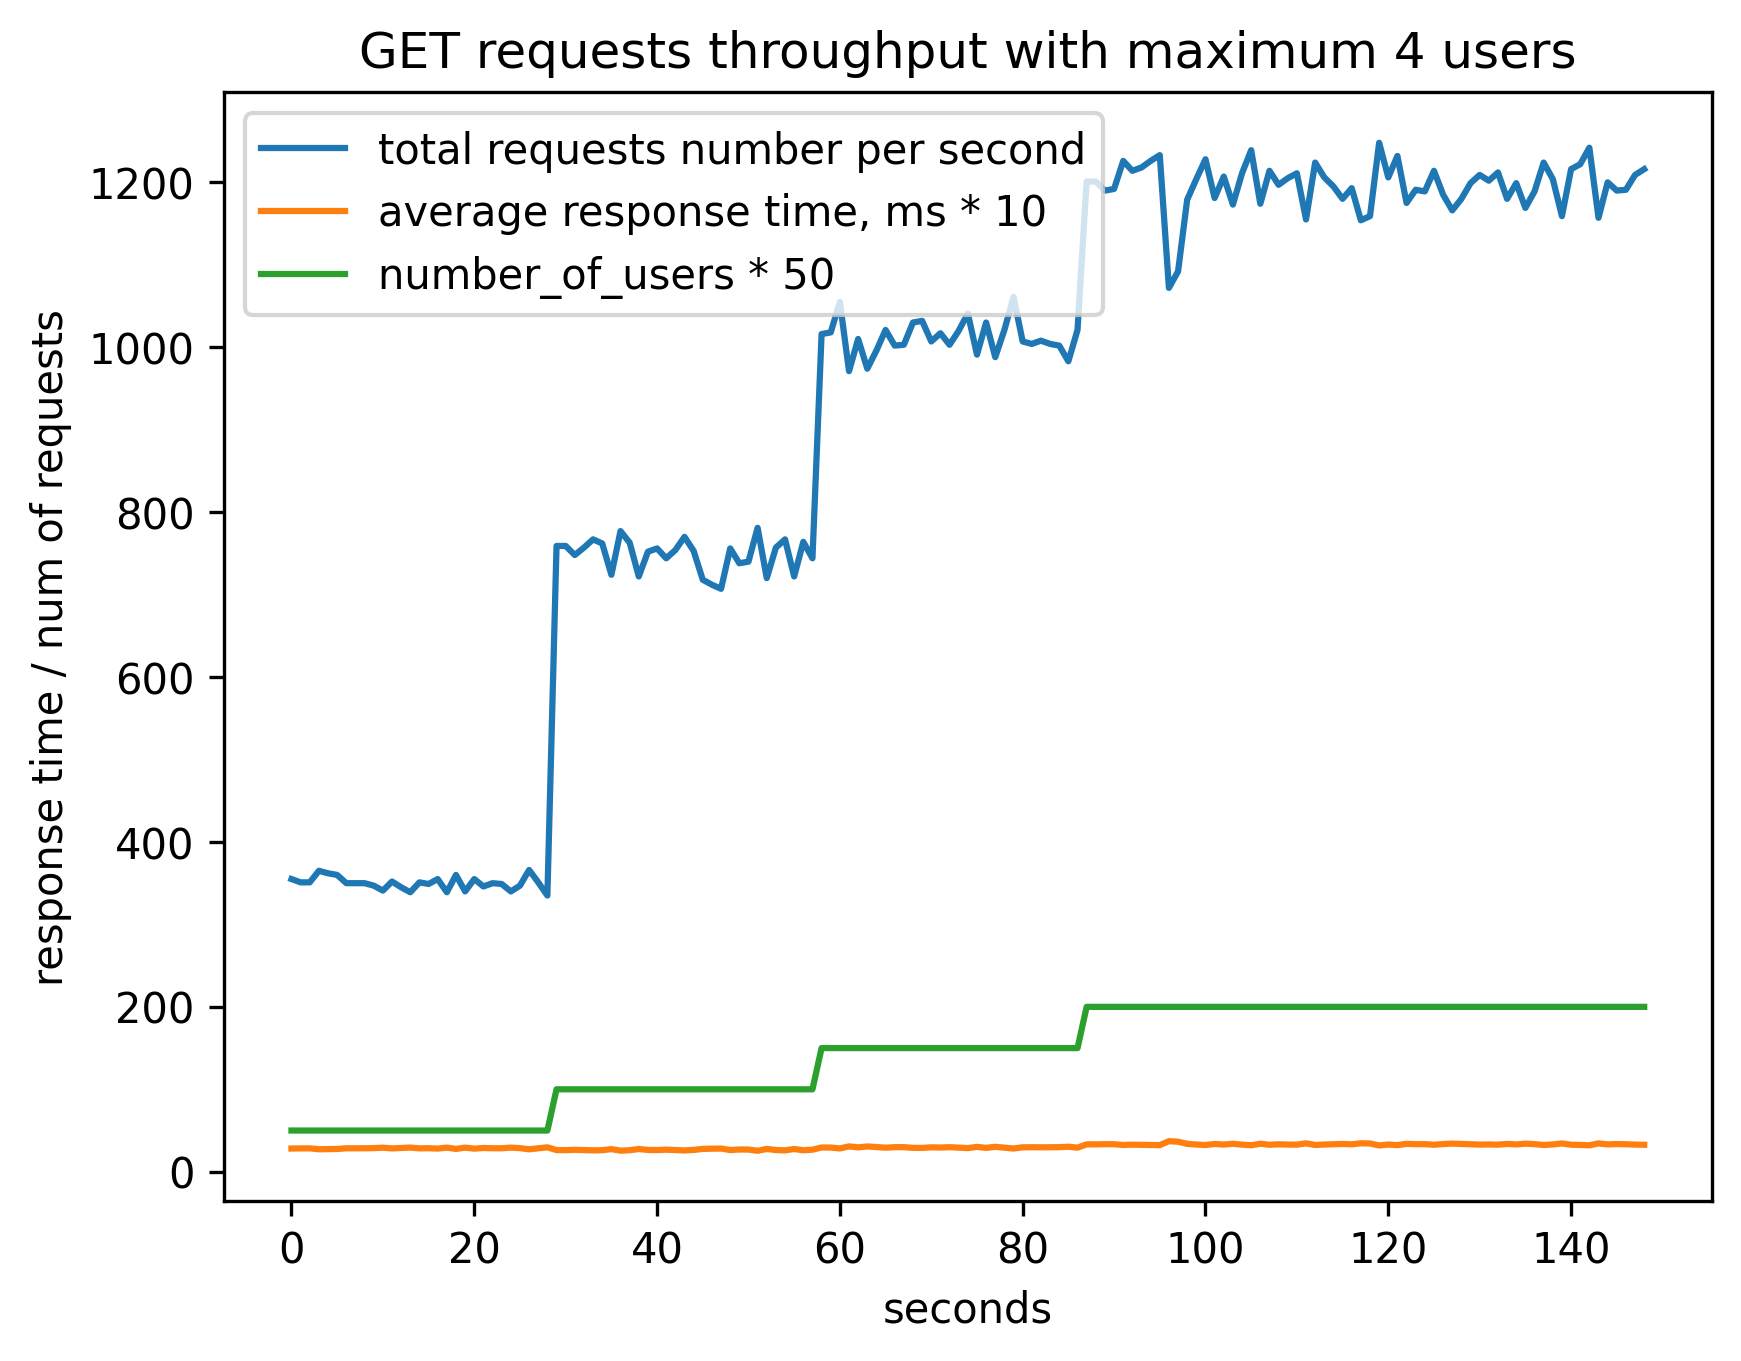 GET requests throughput with maximum 4 users
total requests number per second
average response time, ms * 10
number_of_users * 50
response time / num of requests
1200
1000
800
600
400
200
0
0 20 40 60 80 100 120 140
seconds